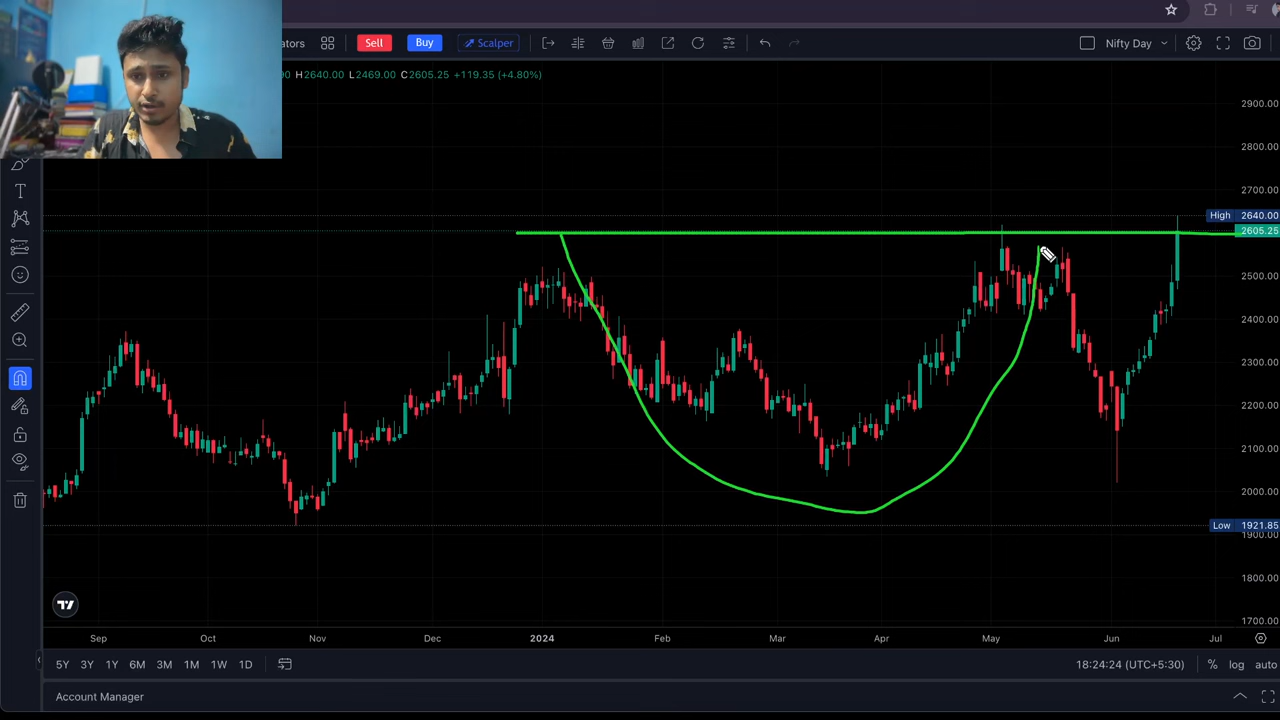 ators Sell Buy Scalper Nifty Day
H2640.00 L2469.00 C2605.25 +119.35 (+4.80%)
2900.00
2800.00
2700.00
High 2640.00
2605.25
2500.00
2400.00
2300.00
2200.00
2100.00
2000.00
Low 1921.85
1900.00
1800.00
1700.00
Sep Oct Nov Dec 2024 Feb Mar Apr May Jun Jul
5Y 3Y 1Y 6M 3M 1M 1W 1D 18:24:24 (UTC+5:30) % log auto
Account Manager